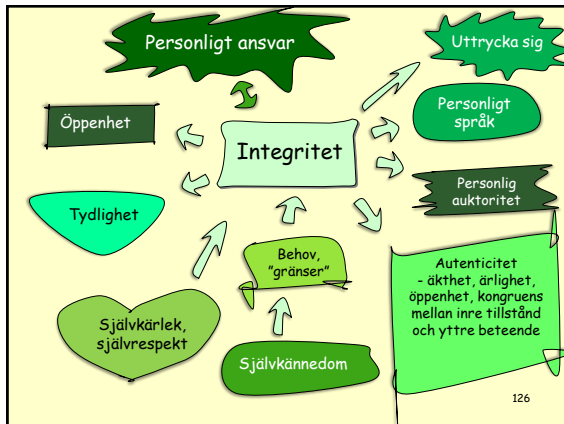 Personligt ansvar
Uttrycka sig
Öppenhet
Personligt
språk
Integritet
Personlig
auktoritet
Tydlighet
Behov,
"gränser"
Autenticitet
- äkthet, ärlighet,
öppenhet, kongruens
mellan inre tillstånd
och yttre beteende
Självkärlek,
självrespekt
Självkännedom
126